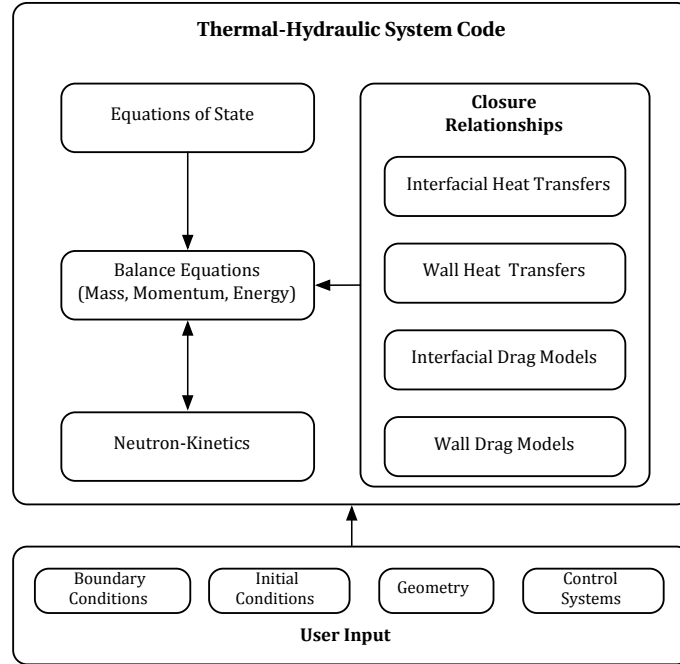 Thermal-Hydraulic System Code
Equations of State
Balance Equations
(Mass, Momentum, Energy)
Neutron-Kinetics
Closure
Relationships
Interfacial Heat Transfers
Wall Heat Transfers
Interfacial Drag Models
Wall Drag Models
Boundary
Conditions
Initial
Conditions
Geometry
Control
Systems
User Input